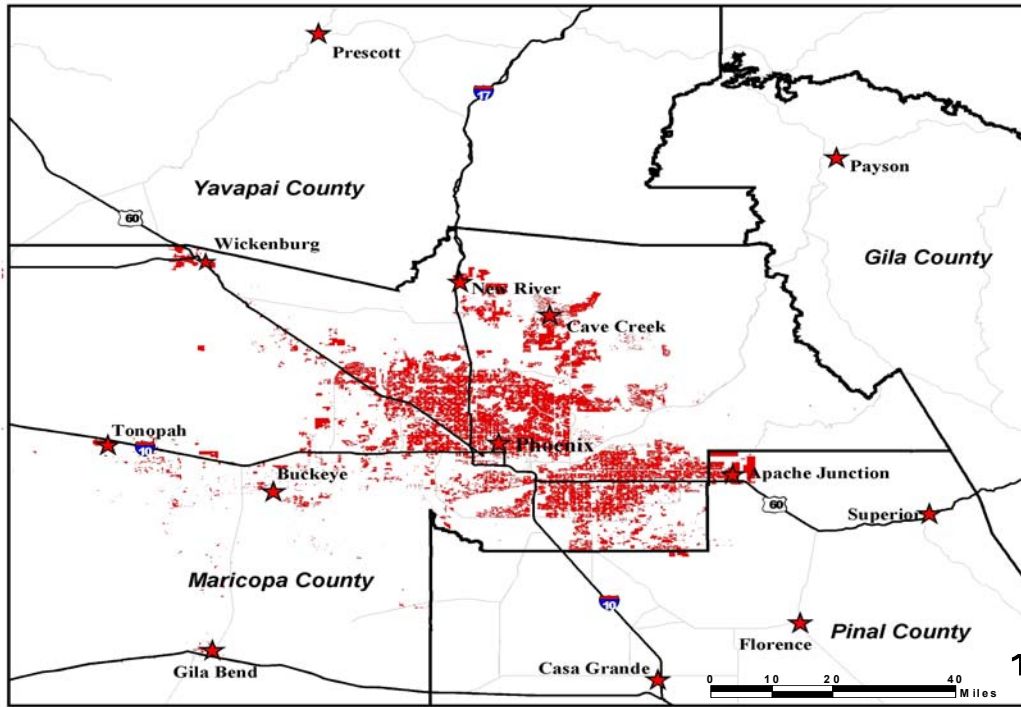 Prescott
17
Payson
Yavapai County
60
Wickenburg
Gila County
New River
Cave Creek
Tonopah
10
Phoenix
Buckeye
Apache Junction
60
Superior
Maricopa County
10
Florence
Pinal County
Gila Bend
Casa Grande
1
0 10 20 40
Miles